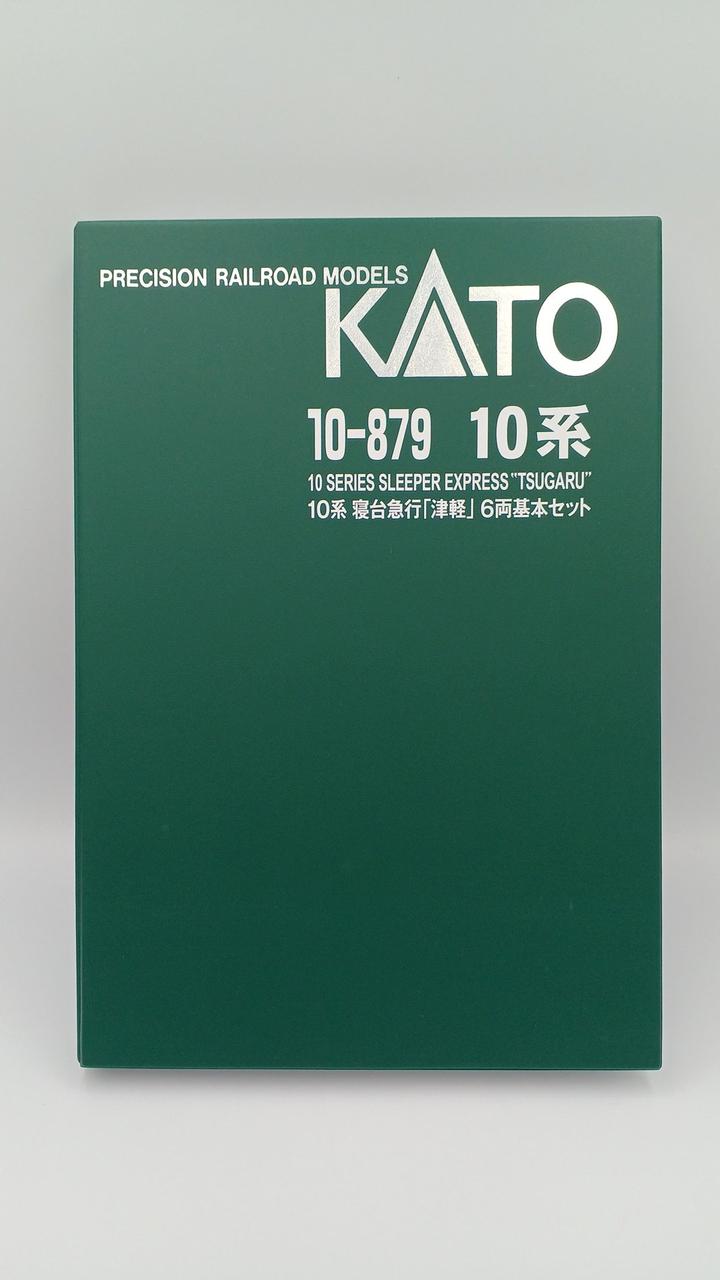 PRECISION RAILROAD MODELS
KATO
10-879 10系
10 SERIES SLEEPER EXPRESS "TSUGARU"
10系 寝台急行「津軽」 6両基本セット